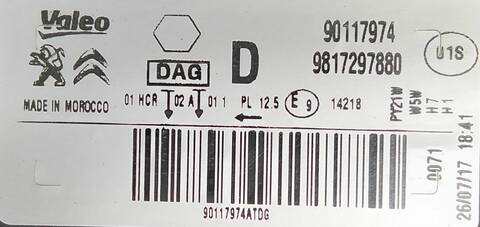 Valeo
90117974
9817297880
U1S
DAG
D
MADE IN MOROCCO
01 HCR 02 A 01 1 PL 12.5 E 9 14218
PY21W
W5W
H7
H1
0071
26/07/17 18:41
90117974ATDG